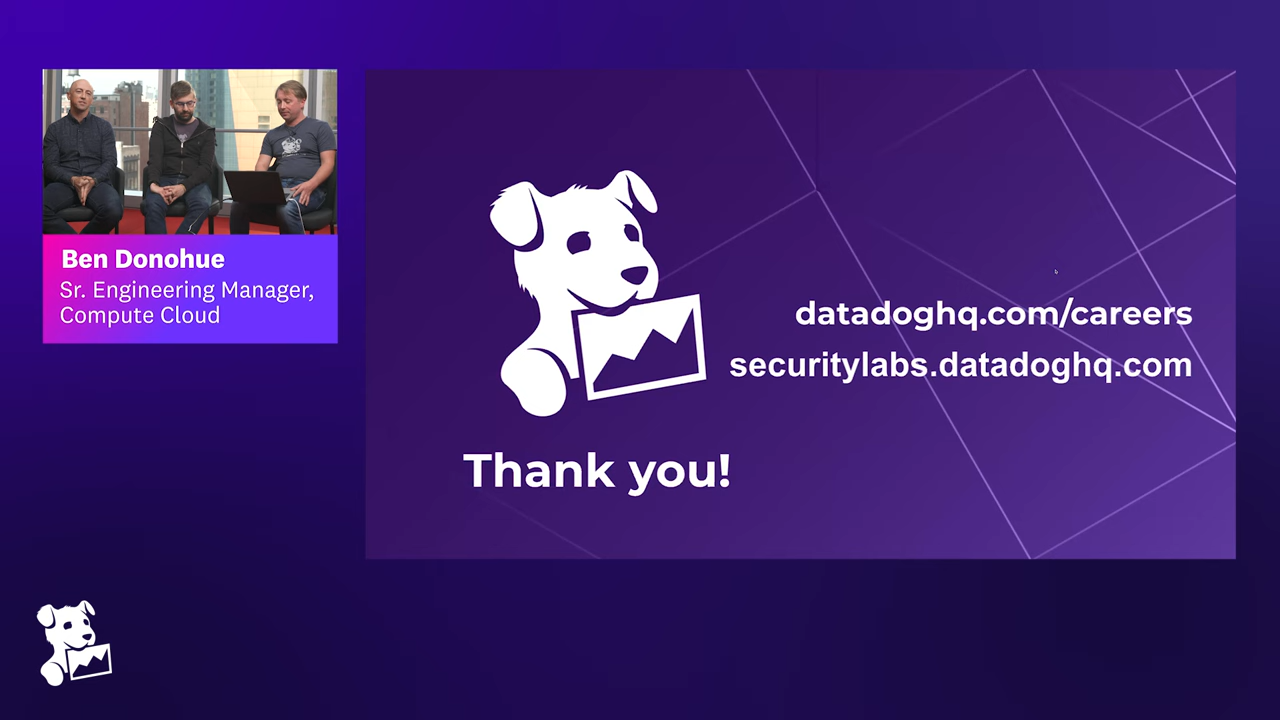 Ben Donohue
Sr. Engineering Manager,
Compute Cloud
datadoghq.com/careers
securitylabs.datadoghq.com
Thank you!